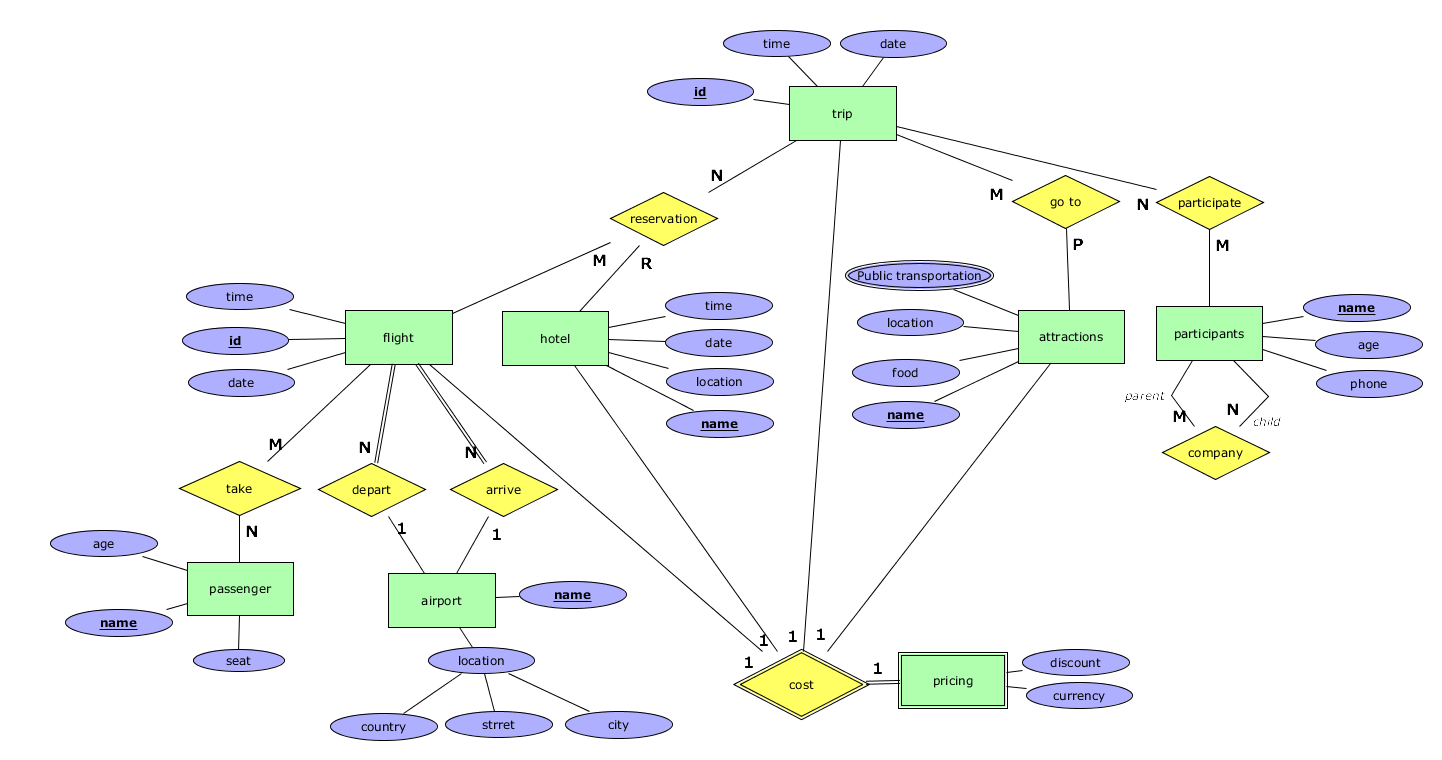 time
date
id
trip
N
reservation
M
go to
N
participate
M
R
P
M
Public transportation
time
id
date
flight
hotel
time
date
location
name
location
food
name
attractions
participants
name
age
phone
parent
M
N
child
company
M
N
N
take
depart
arrive
N
1
1
age
name
passenger
seat
airport
name
location
country
strret
city
1
1
1
1
1
cost
pricing
discount
currency